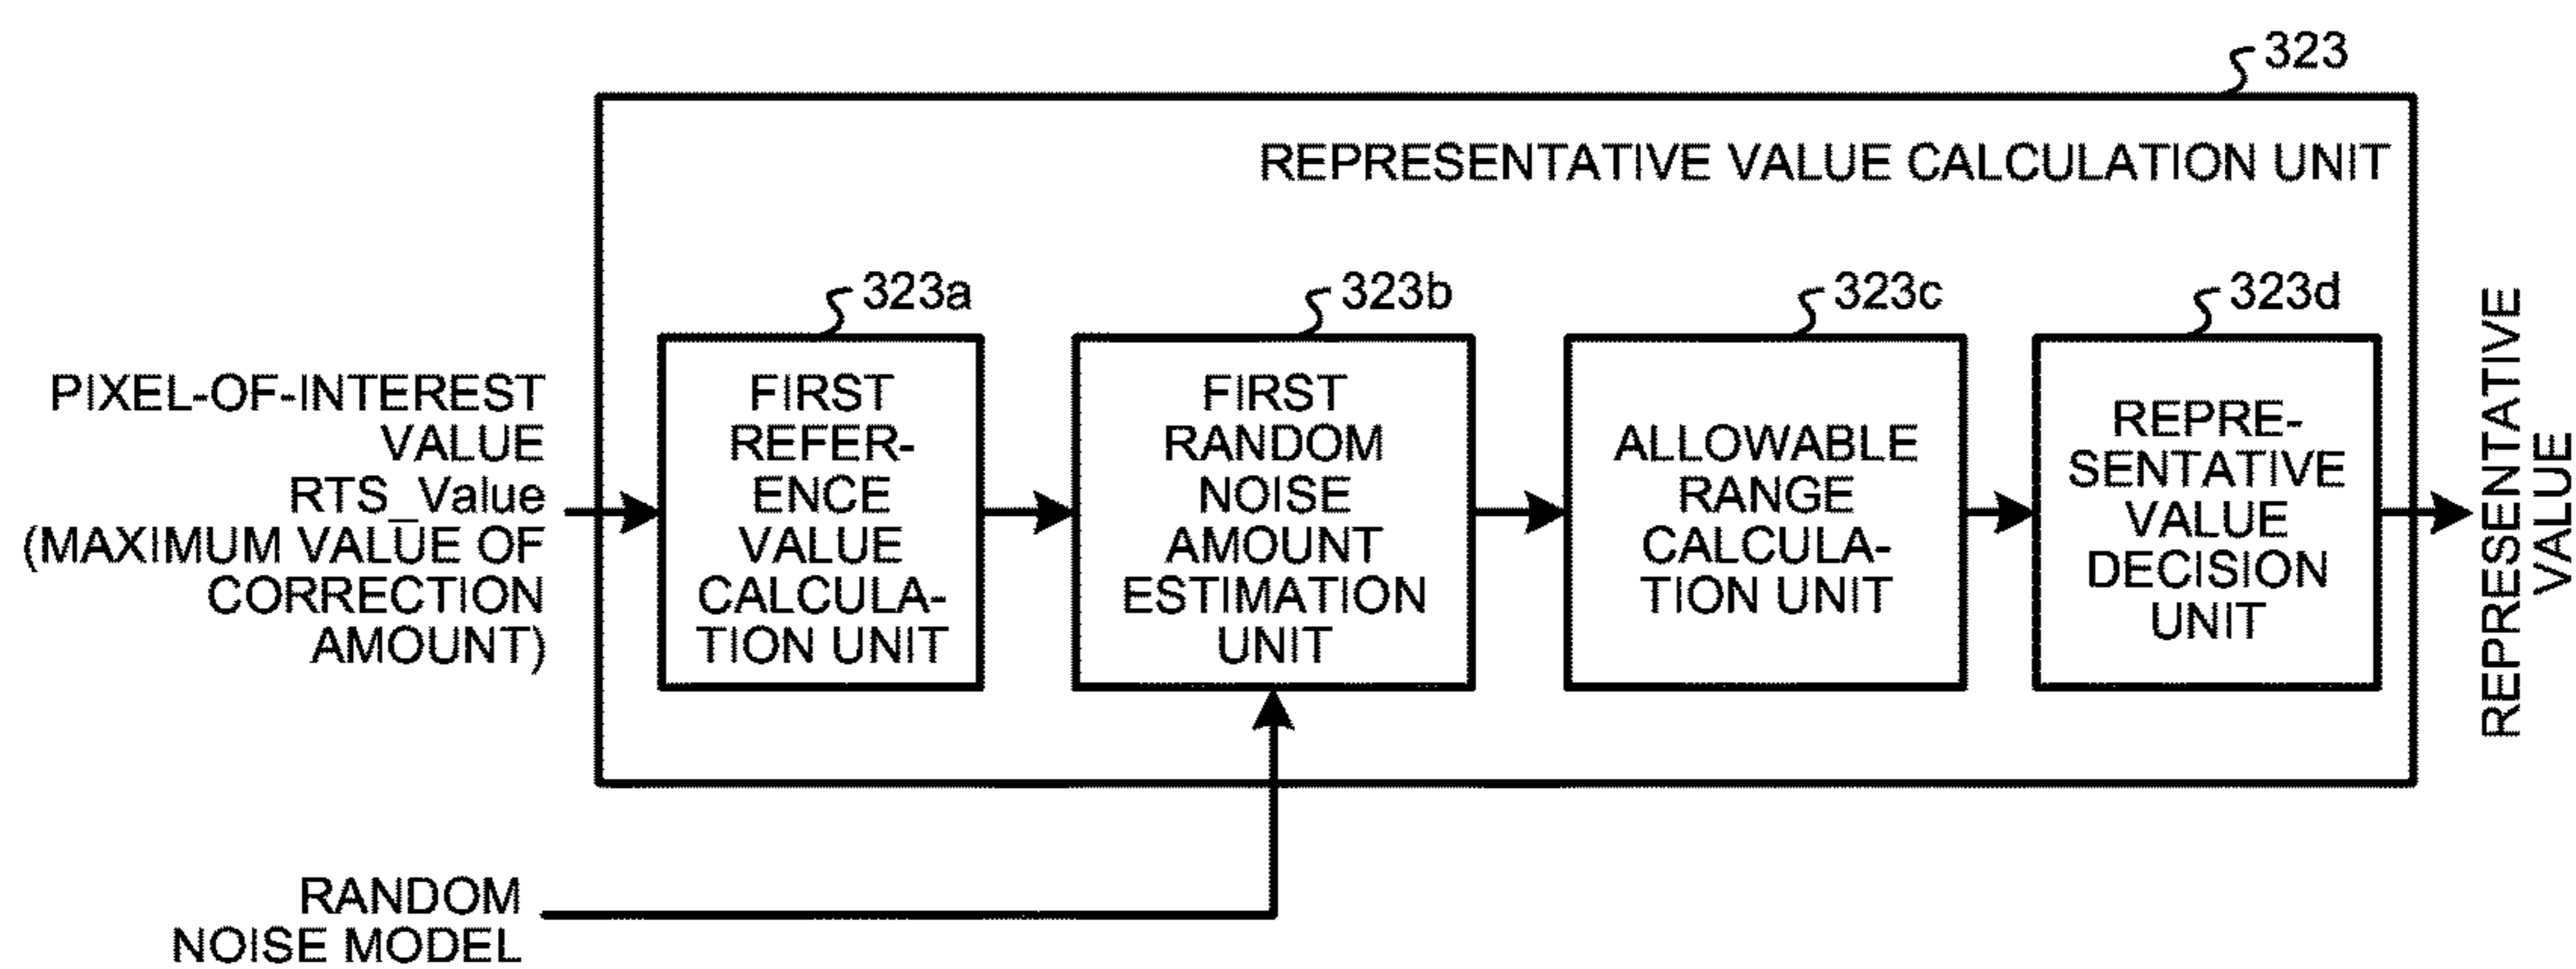 323
REPRESENTATIVE VALUE CALCULATION UNIT
323a
323b
323c
323d
PIXEL-OF-INTEREST
VALUE
RTS_Value
(MAXIMUM VALUE OF
CORRECTION
AMOUNT)
FIRST
REFER-
ENCE
VALUE
CALCULA-
TION UNIT
FIRST
RANDOM
NOISE
AMOUNT
ESTIMATION
UNIT
ALLOWABLE
RANGE
CALCULA-
TION UNIT
REPRE-
SENTATIVE
VALUE
DECISION
UNIT
REPRESENTATIVE
VALUE
RANDOM
NOISE MODEL